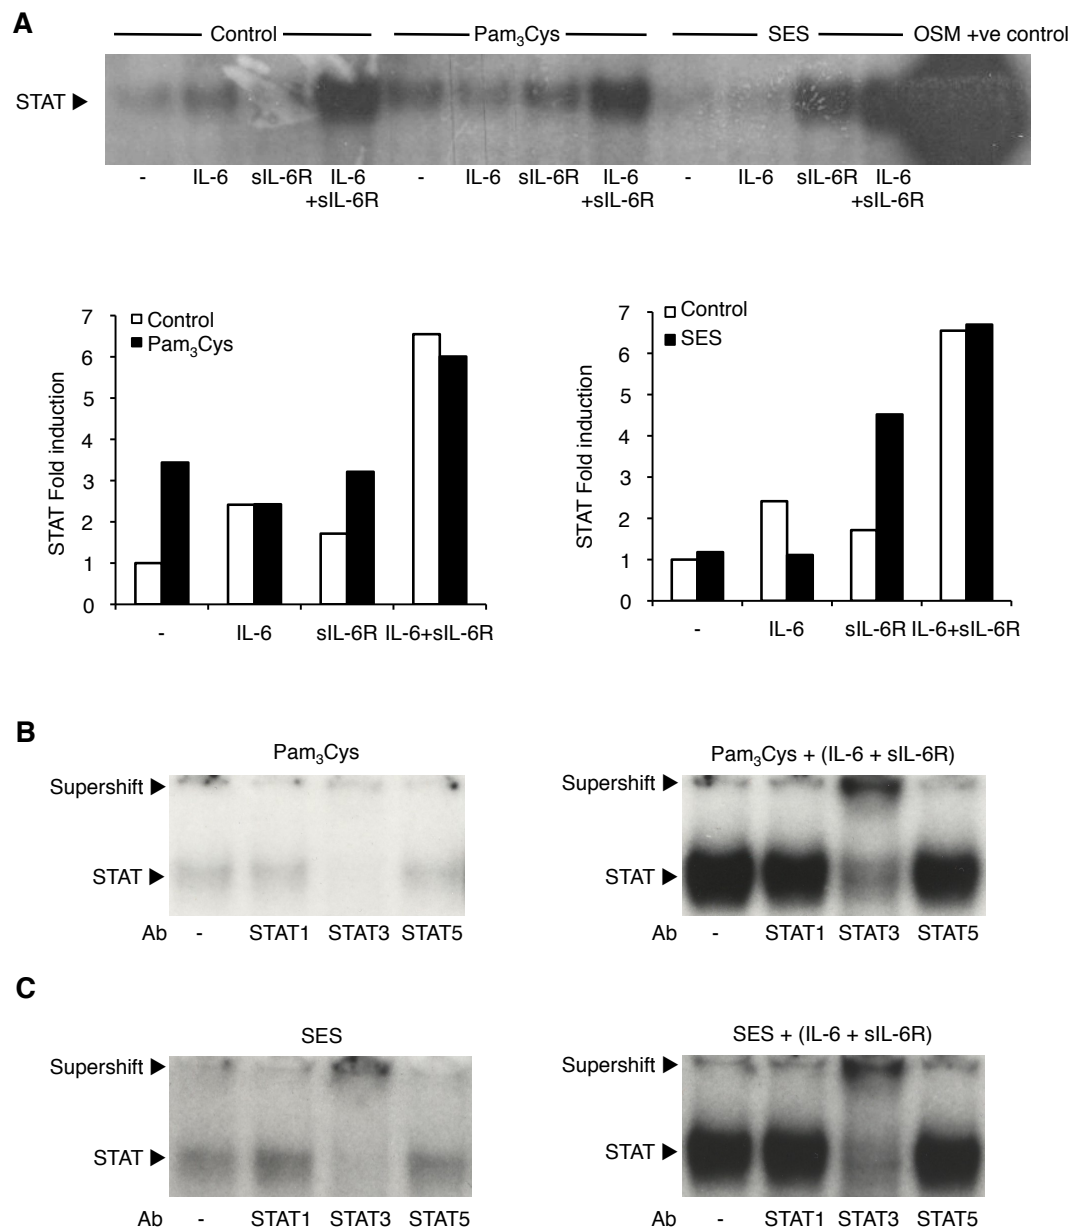 A
Control Pam3Cys SES OSM +ve control
STAT
- IL-6 sIL-6R IL-6 - IL-6 sIL-6R IL-6 - IL-6 sIL-6R IL-6
+sIL-6R +sIL-6R +sIL-6R
7
6
5
4
3
2
1
0
STAT Fold induction
Control
Pam3Cys
- IL-6 sIL-6R IL-6+sIL-6R
7
6
5
4
3
2
1
0
STAT Fold induction
Control
SES
- IL-6 sIL-6R IL-6+sIL-6R
B
Pam3Cys
Supershift
STAT
Ab - STAT1 STAT3 STAT5
Pam3Cys + (IL-6 + sIL-6R)
Supershift
STAT
Ab - STAT1 STAT3 STAT5
C
SES
Supershift
STAT
Ab - STAT1 STAT3 STAT5
SES + (IL-6 + sIL-6R)
Supershift
STAT
Ab - STAT1 STAT3 STAT5